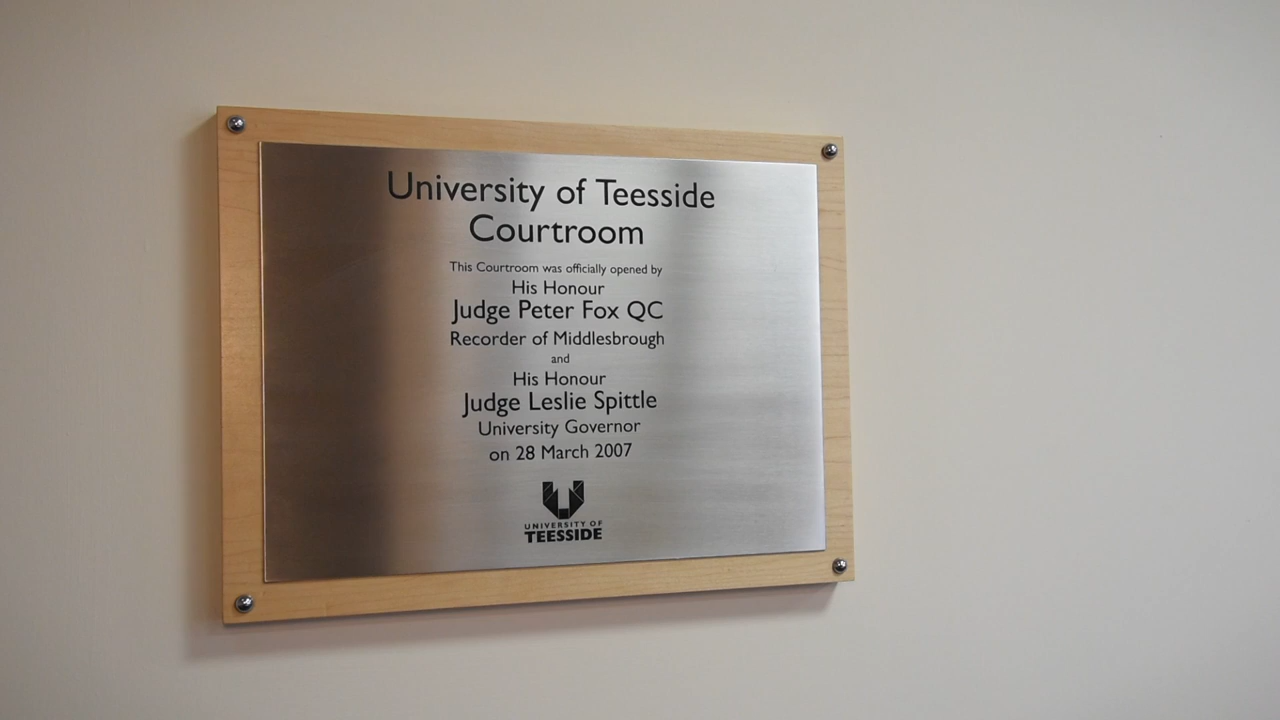 University of Teesside
Courtroom
This Courtroom was officially opened by
His Honour
Judge Peter Fox QC
Recorder of Middlesbrough
and
His Honour
Judge Leslie Spittle
University Governor
on 28 March 2007
UNIVERSITY OF
TEESSIDE